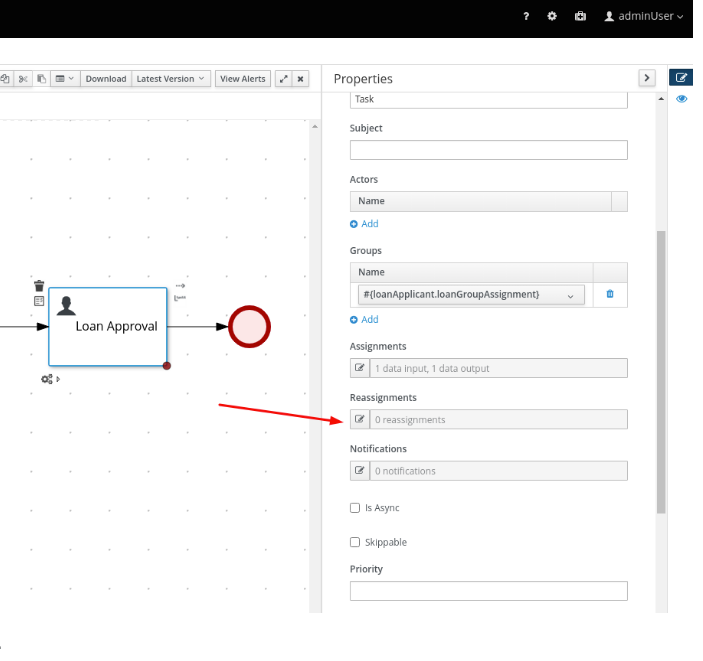 ? adminUser
Download Latest Version View Alerts
Properties
Task
Subject
Actors
Name
Add
Groups
Name
#{loanApplicant.loanGroupAssignment}
Add
Loan Approval
Assignments
1 data input, 1 data output
Reassignments
0 reassignments
Notifications
0 notifications
Is Async
Skippable
Priority